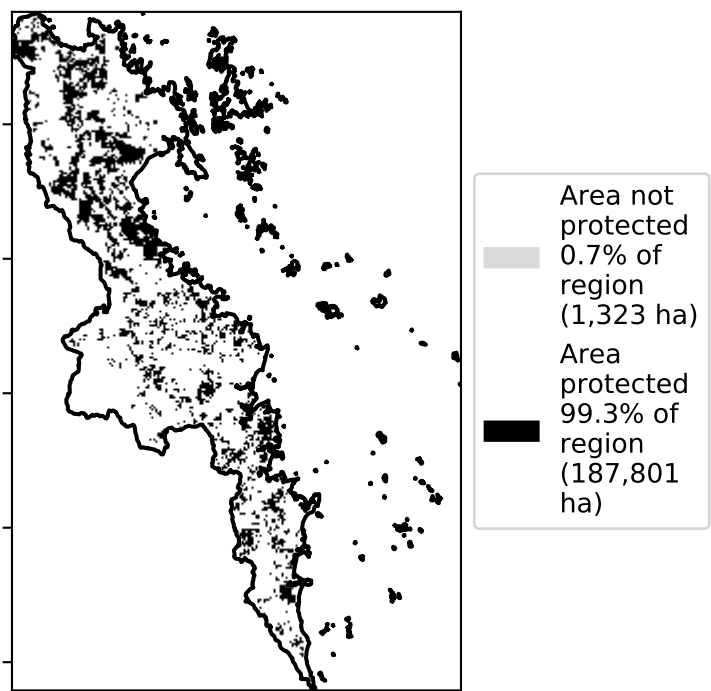 Area not
protected
0.7% of
region
(1,323 ha)
Area
protected
99.3% of
region
(187,801
ha)